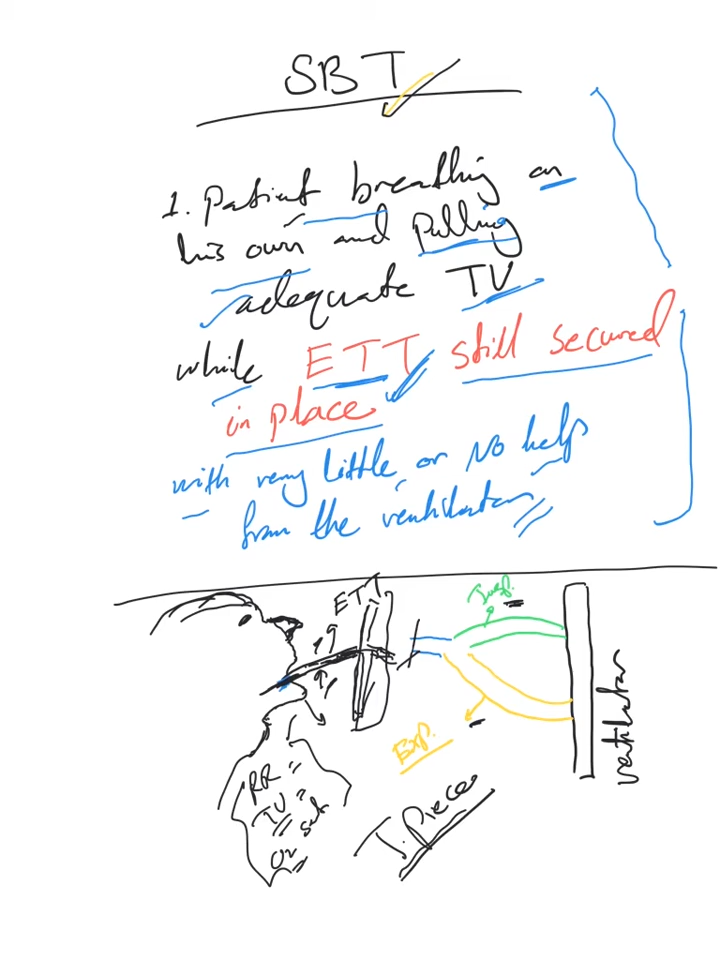 SBT
1. Patient breathing on
his own and Pulling
adequate TV
while ETT still secured
in place
with very little or No help
from the ventilator
ETT
Insp.
Exp.
ventilator
RR
TV
T. Piece